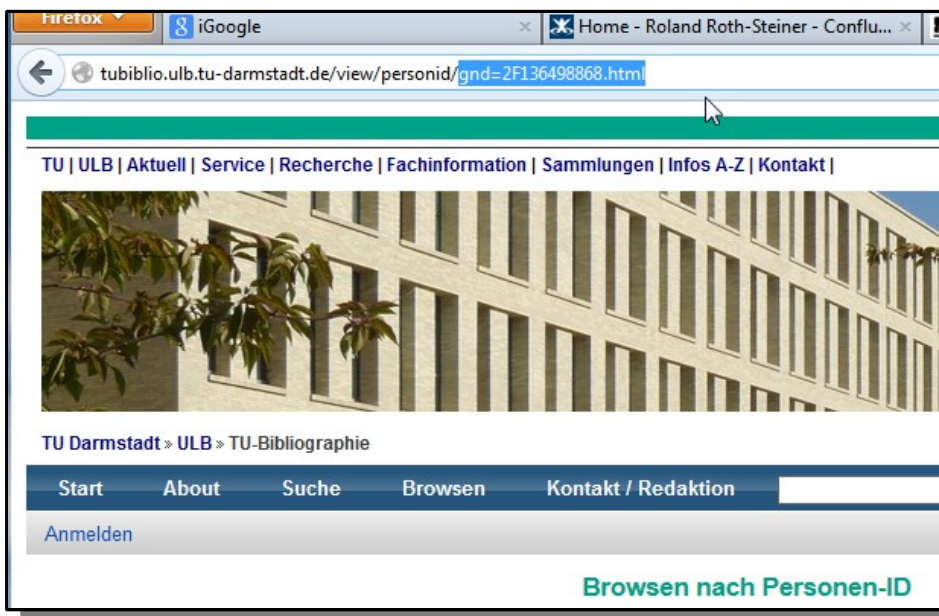 Firefox
iGoogle
Home - Roland Roth-Steiner - Conflu...
tubiblio.ulb.tu-darmstadt.de/view/personid/gnd=2F136498868.html
TU | ULB | Aktuell | Service | Recherche | Fachinformation | Sammlungen | Infos A-Z | Kontakt |
TU Darmstadt » ULB » TU-Bibliographie
Start About Suche Browsen Kontakt / Redaktion
Anmelden
Browsen nach Personen-ID